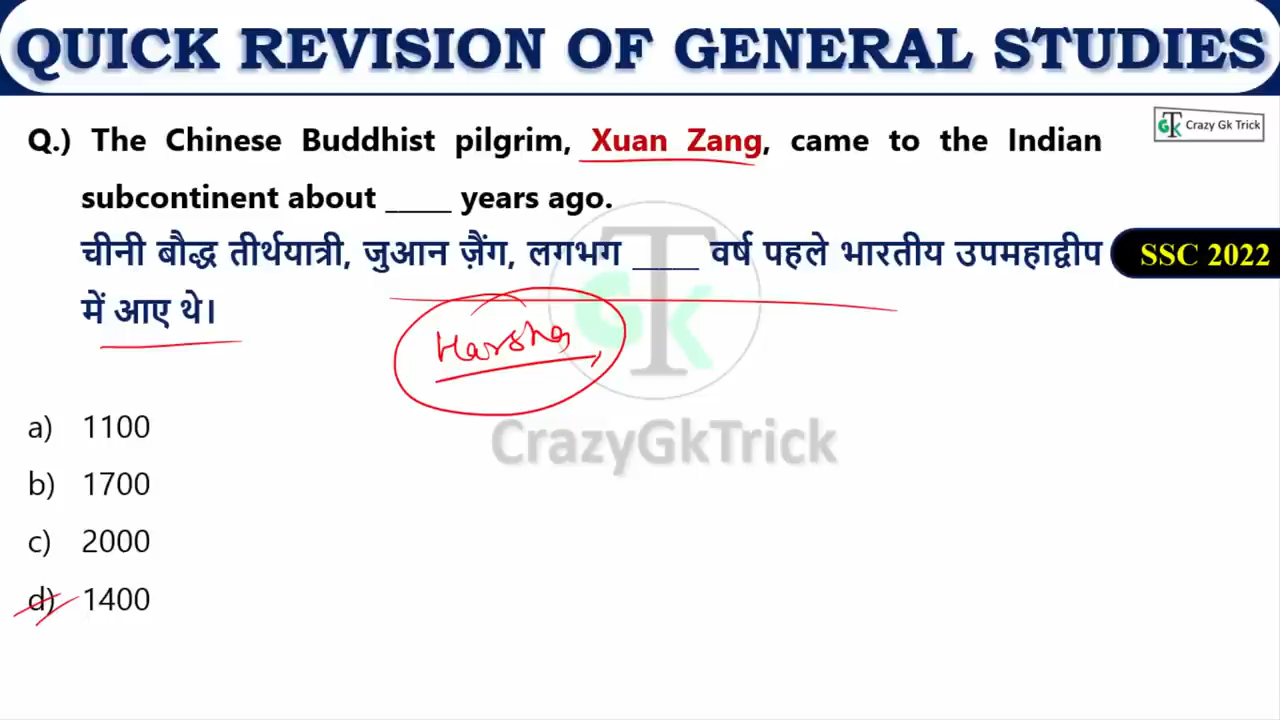 QUICK REVISION OF GENERAL STUDIES
Crazy Gk Trick
Q.) The Chinese Buddhist pilgrim, Xuan Zang, came to the Indian
subcontinent about _____ years ago.
चीनी बौद्ध तीर्थयात्री, जुआन ज़ैंग, लगभग _____ वर्ष पहले भारतीय उपमहाद्वीप
में आए थे।
SSC 2022
Harsha
a) 1100
b) 1700
c) 2000
d) 1400
CrazyGkTrick